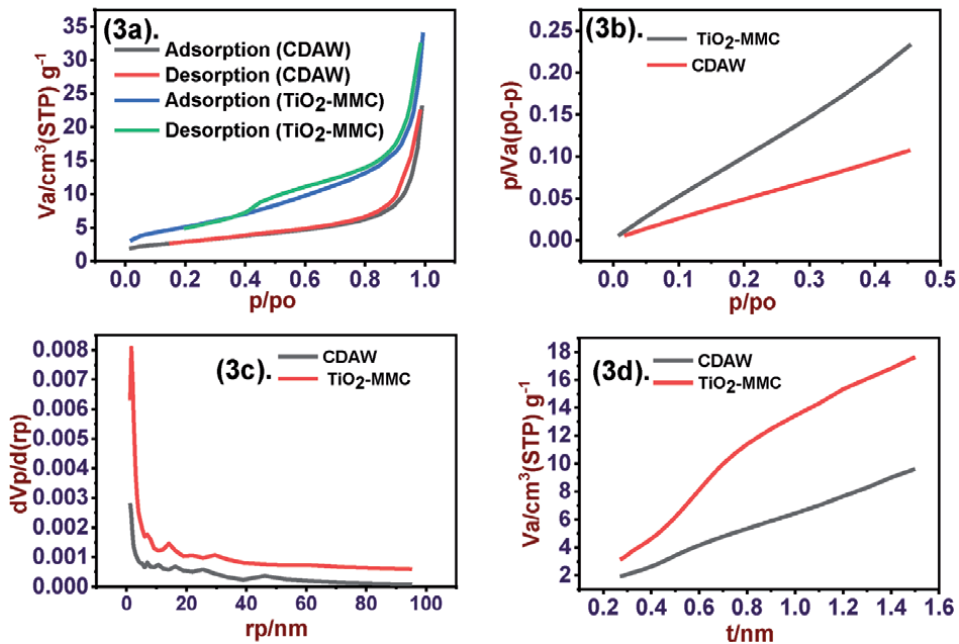 (3a).
Adsorption (CDAW)
Desorption (CDAW)
Adsorption (TiO₂-MMC)
Desorption (TiO₂-MMC)
Va/cm³(STP) g⁻¹
35
30
25
20
15
10
5
0
0.0 0.2 0.4 0.6 0.8 1.0
p/po
(3b).
TiO₂-MMC
CDAW
p/Va(p0-p)
0.25
0.20
0.15
0.10
0.05
0.00
0.0 0.1 0.2 0.3 0.4 0.5
p/po
(3c).
CDAW
TiO₂-MMC
dVp/d(rp)
0.008
0.007
0.006
0.005
0.004
0.003
0.002
0.001
0.000
0 20 40 60 80 100
rp/nm
(3d).
CDAW
TiO₂-MMC
Va/cm³(STP) g⁻¹
18
16
14
12
10
8
6
4
2
0.2 0.4 0.6 0.8 1.0 1.2 1.4 1.6
t/nm